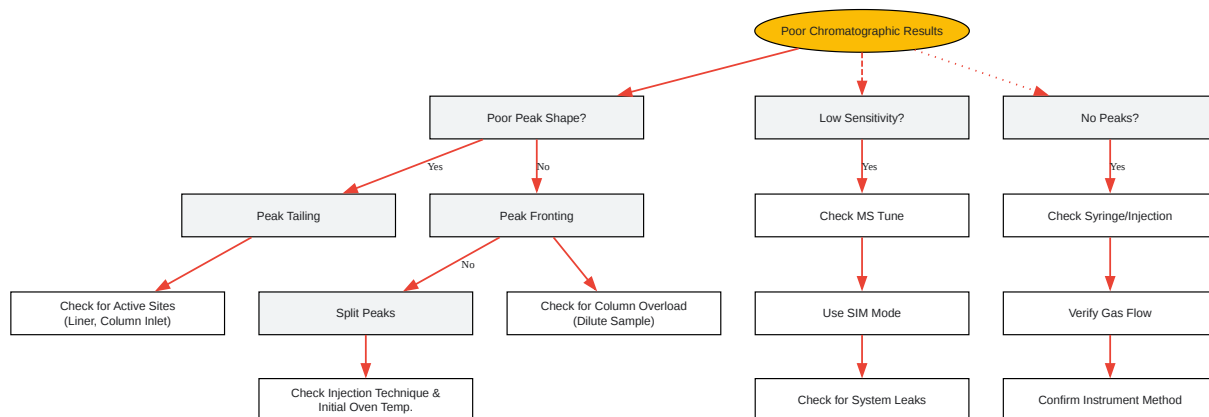 Poor Chromatographic Results
Poor Peak Shape?
Low Sensitivity?
No Peaks?
Yes
No
Yes
Yes
Peak Tailing
Peak Fronting
Check MS Tune
Check Syringe/Injection
No
Check for Active Sites
(Liner, Column Inlet)
Split Peaks
Check for Column Overload
(Dilute Sample)
Use SIM Mode
Verify Gas Flow
Check Injection Technique &
Initial Oven Temp.
Check for System Leaks
Confirm Instrument Method